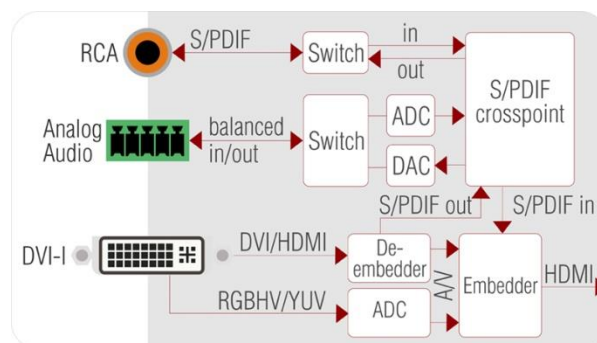 RCA
S/PDIF
Switch
in
out
S/PDIF
crosspoint
Analog
Audio
balanced
in/out
Switch
ADC
DAC
S/PDIF out
S/PDIF in
DVI-I
DVI/HDMI
De-
embedder
A/V
Embedder
HDMI
RGBHV/YUV
ADC